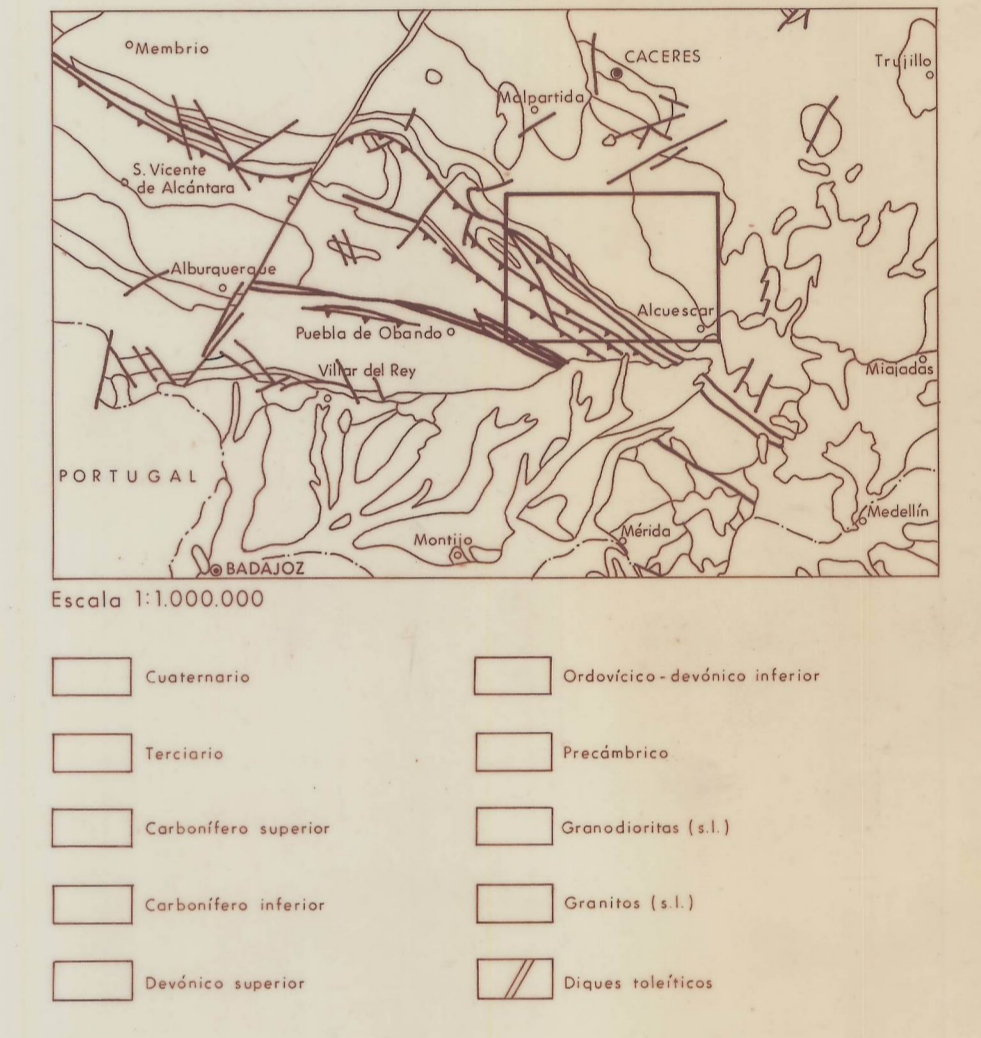 Membrio
CACERES
Trujillo
Malpartida
S. Vicente
de Alcántara
Alburquerque
Alcuescar
Puebla de Obando
Villar del Rey
Miajadas
PORTUGAL
Medellín
Mérida
Montijo
BADAJOZ
Escala 1:1.000.000
Cuaternario
Terciario
Carbonífero superior
Carbonífero inferior
Devónico superior
Ordovícico - devónico inferior
Precámbrico
Granodioritas (s.l.)
Granitos (s.l.)
Diques toleíticos